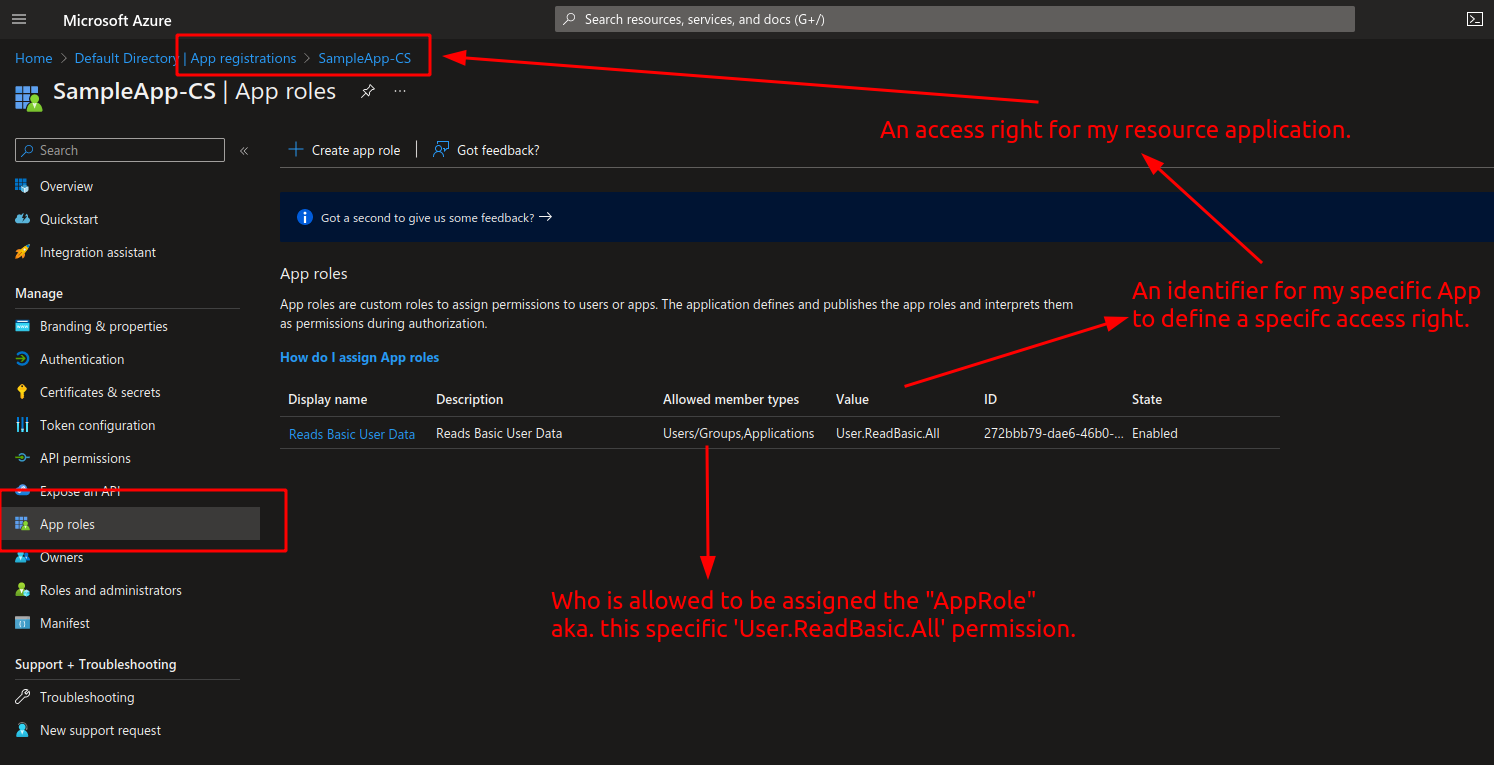 Microsoft Azure
Search resources, services, and docs (G+/)
Home > Default Directory | App registrations > SampleApp-CS
SampleApp-CS | App roles
An access right for my resource application.
Search
«
Create app role
Got feedback?
Overview
Quickstart
Integration assistant
Manage
Branding & properties
Authentication
Certificates & secrets
Token configuration
API permissions
Expose an API
App roles
Owners
Roles and administrators
Manifest
Support + Troubleshooting
Troubleshooting
New support request
Got a second to give us some feedback?
App roles
App roles are custom roles to assign permissions to users or apps. The application defines and publishes the app roles and interprets them
as permissions during authorization.
How do I assign App roles
An identifier for my specific App
to define a specifc access right.
Display name Description Allowed member types Value ID State
Reads Basic User Data Reads Basic User Data Users/Groups,Applications User.ReadBasic.All 272bbb79-dae6-46b0-... Enabled
Who is allowed to be assigned the "AppRole"
aka. this specific 'User.ReadBasic.All' permission.